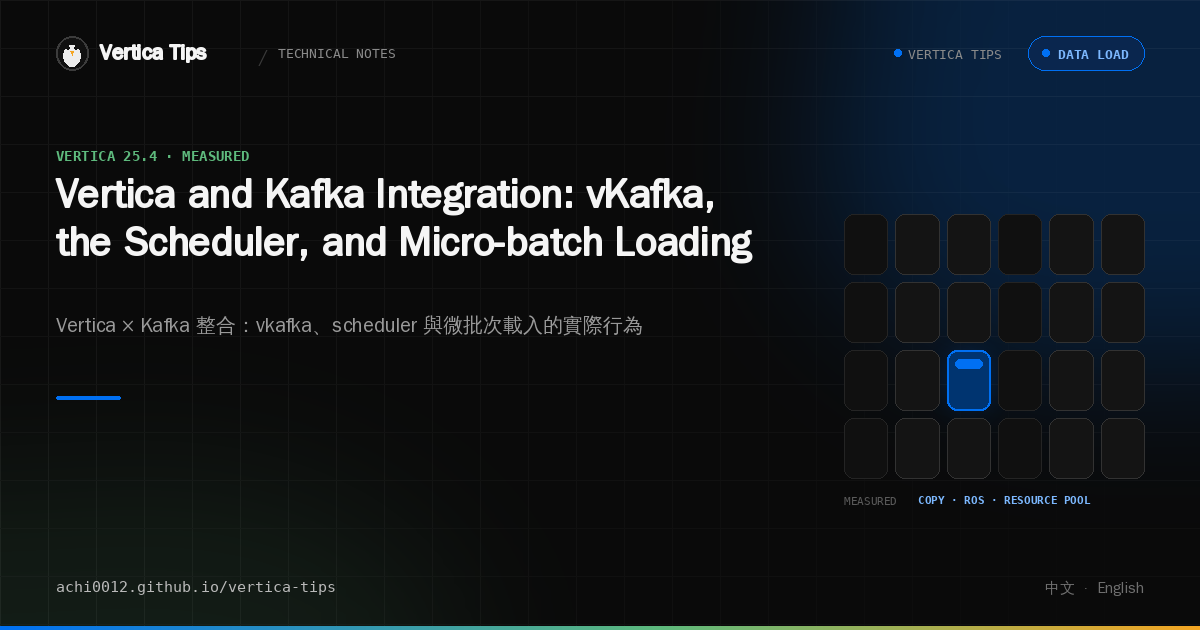 Vertica Tips / TECHNICAL NOTES
VERTICA TIPS
DATA LOAD
VERTICA 25.4 · MEASURED
Vertica and Kafka Integration: vKafka,
the Scheduler, and Micro-batch Loading
Vertica × Kafka 整合：vkafka、scheduler 與微批次載入的實際行為
MEASURED
COPY · ROS · RESOURCE POOL
achi0012.github.io/vertica-tips
中文 · English